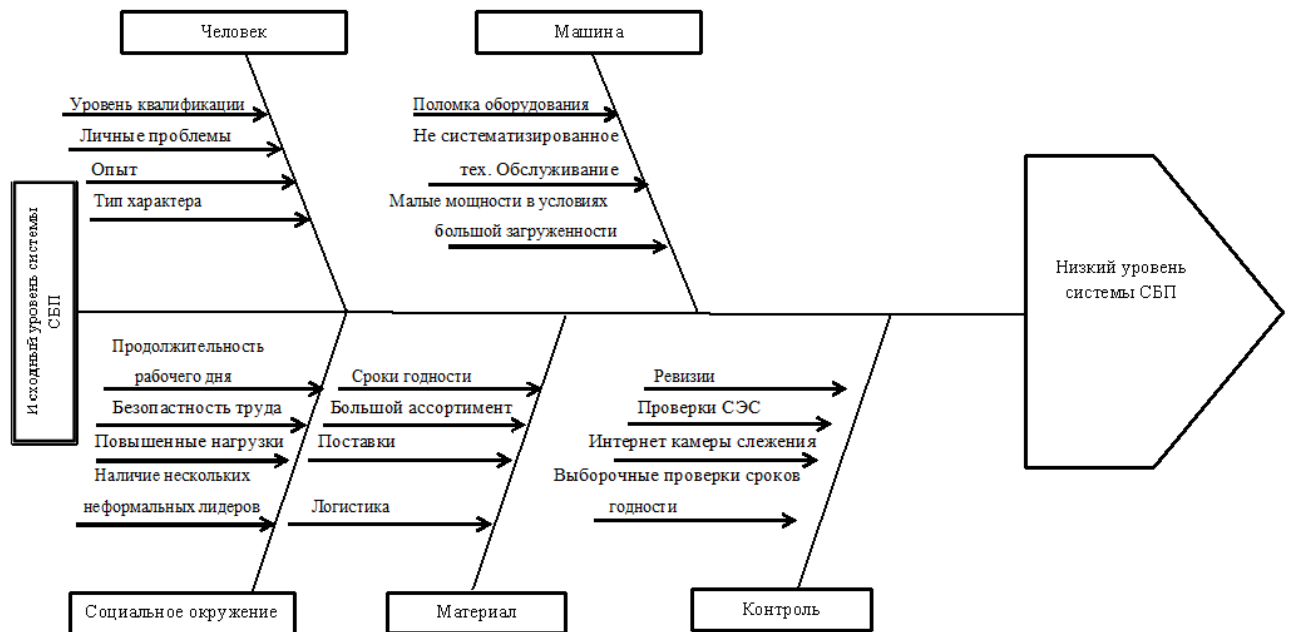 Человек
Машина
Уровень квалификации
Личные проблемы
Опыт
Тип характера
Поломка оборудования
Не систематизированное
тех. Обслуживание
Малые мощности в условиях
большой загруженности
Исходный уровень системы
СБП
Низкий уровень
системы СБП
Продолжительность
рабочего дня
Безопастность труда
Повышенные нагрузки
Наличие нескольких
неформальных лидеров
Сроки годности
Большой ассортимент
Поставки
Логистика
Ревизии
Проверки СЭС
Интернет камеры слежения
Выборочные проверки сроков
годности
Социальное окружение
Материал
Контроль